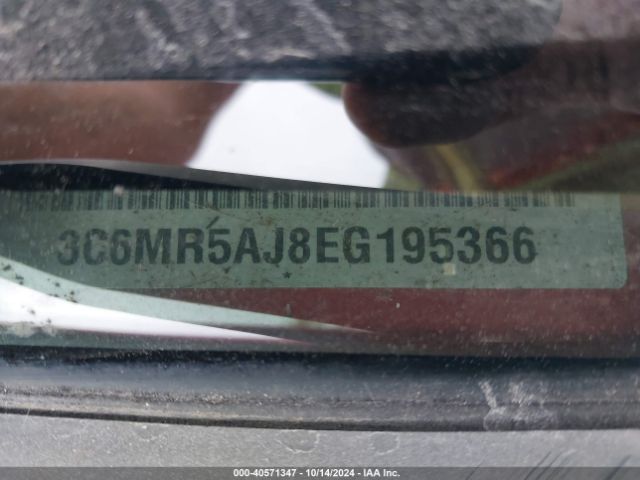 3C6MR5AJ8EG195366
000-40571347 | 10/14/2024 - IAA Inc.